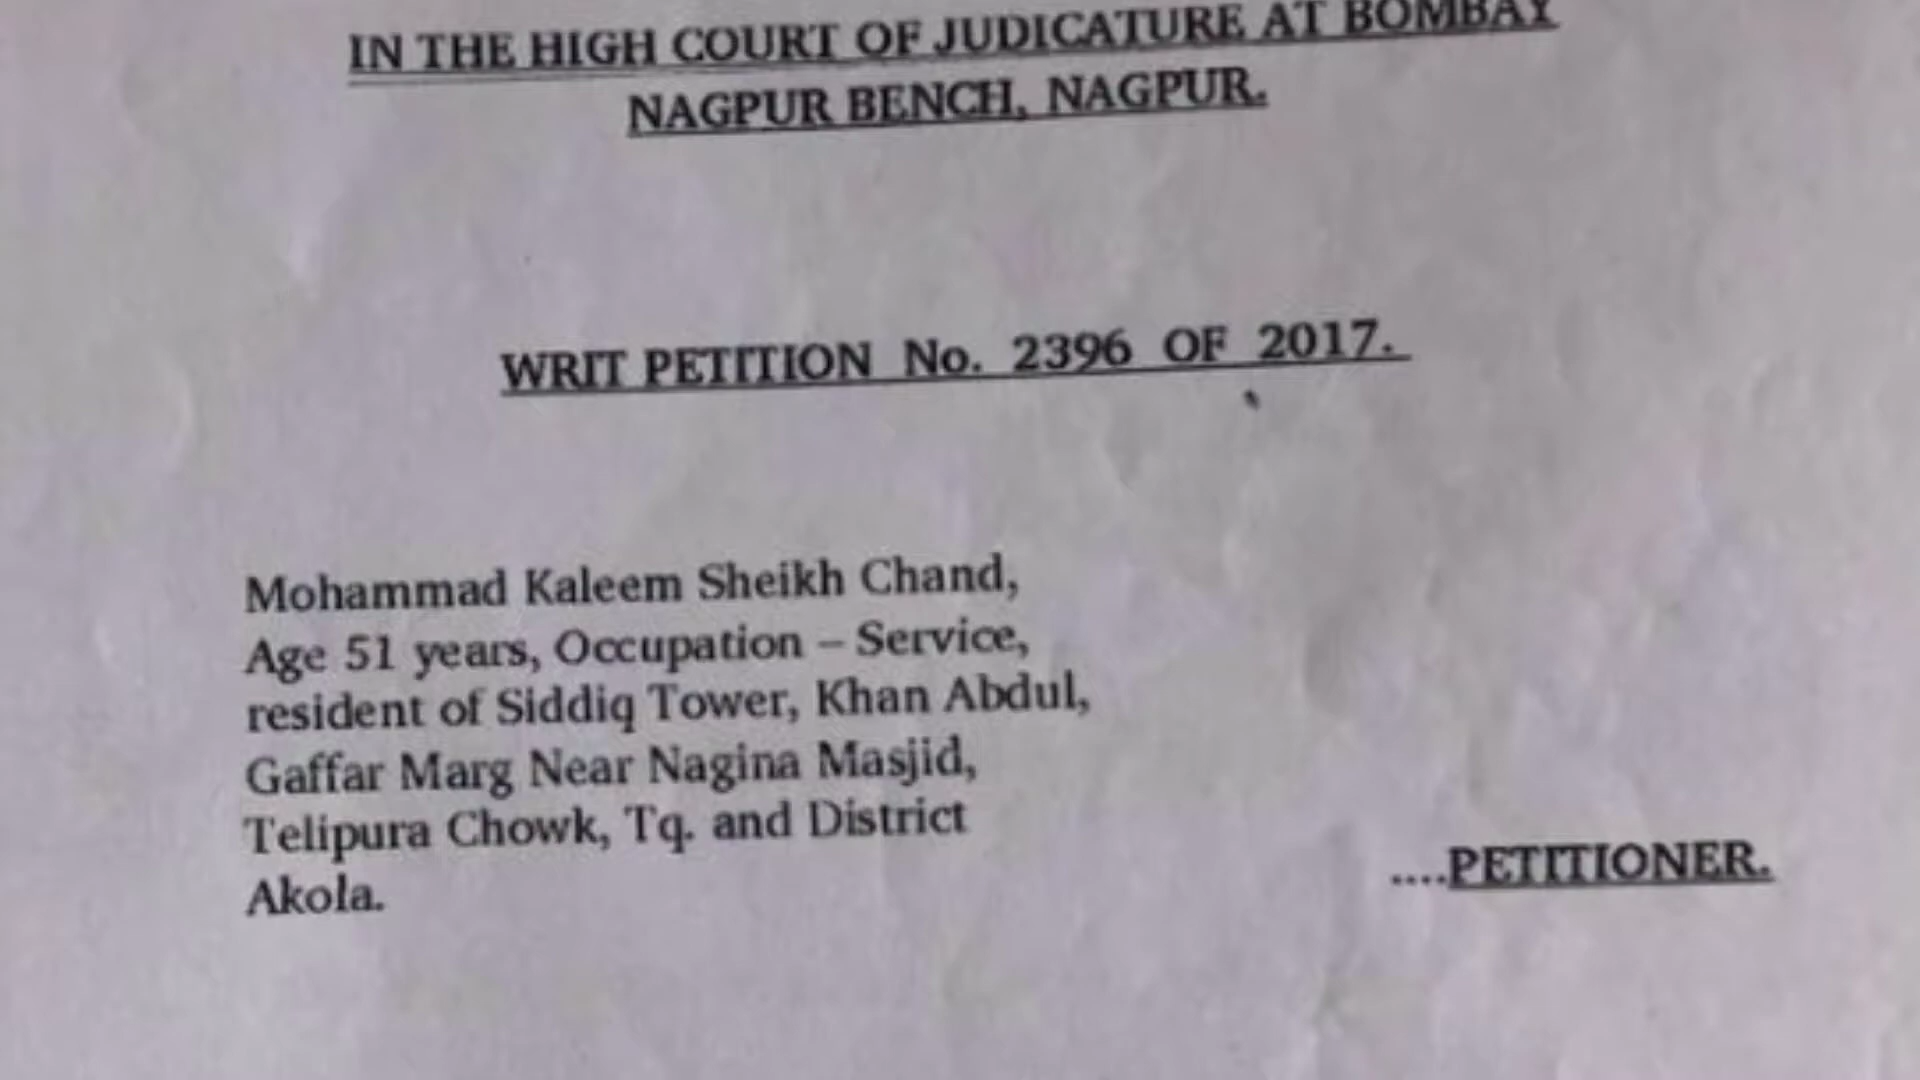 IN THE HIGH COURT OF JUDICATURE AT BOMBAY
NAGPUR BENCH, NAGPUR.
WRIT PETITION No. 2396 OF 2017.
Mohammad Kaleem Sheikh Chand,
Age 51 years, Occupation – Service,
resident of Siddiq Tower, Khan Abdul,
Gaffar Marg Near Nagina Masjid,
Telipura Chowk, Tq. and District
Akola.
....PETITIONER.